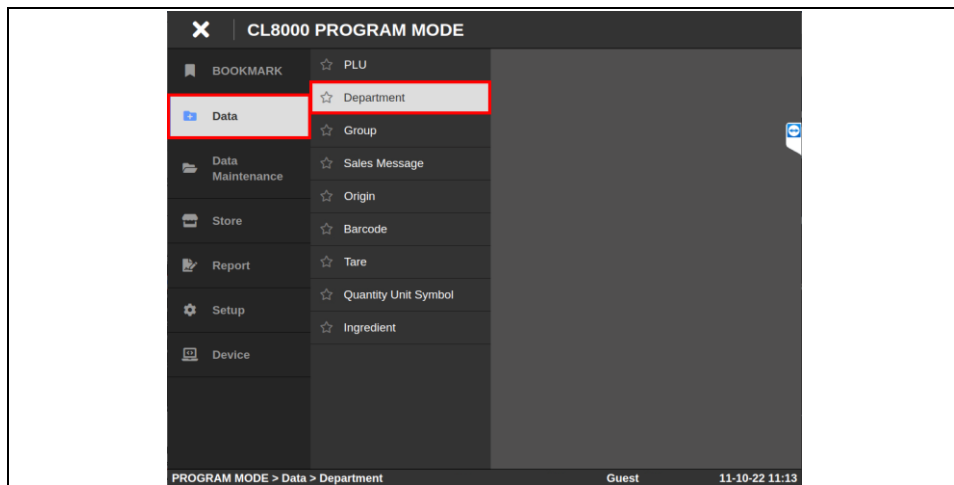 CL8000 PROGRAM MODE
BOOKMARK
Data
Data
Maintenance
Store
Report
Setup
Device
PLU
Department
Group
Sales Message
Origin
Barcode
Tare
Quantity Unit Symbol
Ingredient
PROGRAM MODE > Data > Department Guest 11-10-22 11:13